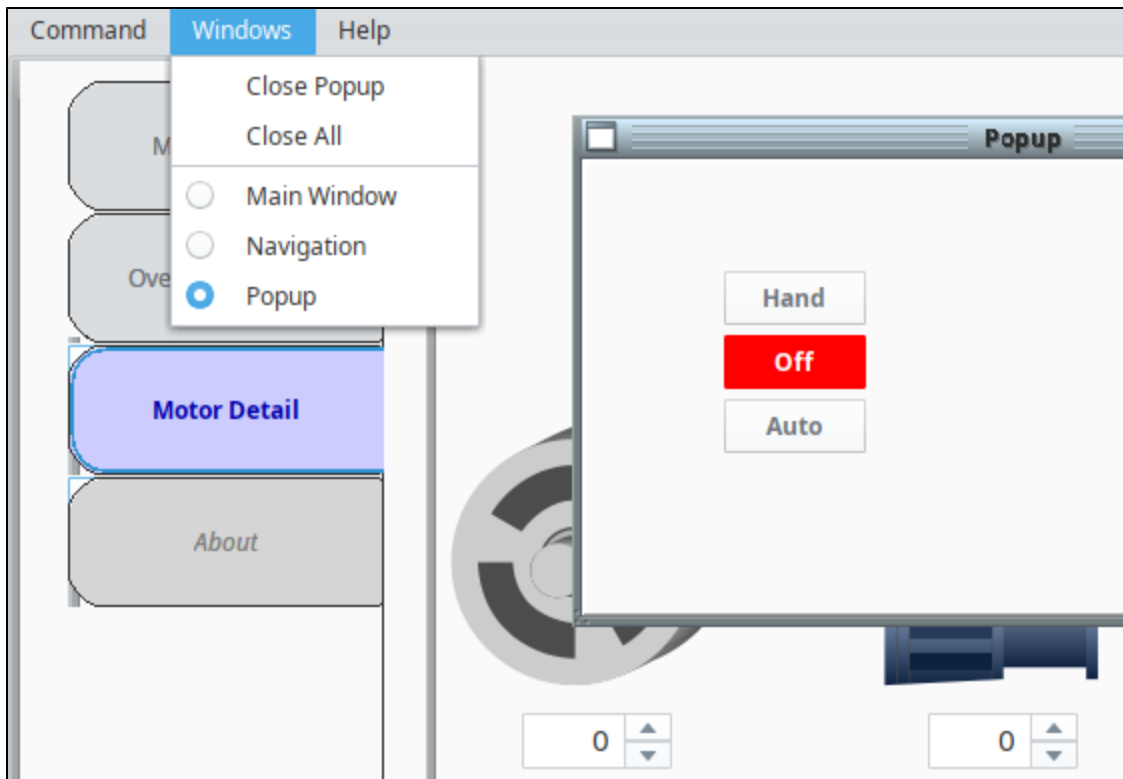 Command Windows Help
Close Popup
Close All
Main Window
Navigation
Popup
M
Ove
Motor Detail
About
Popup
Hand
Off
Auto
0
0